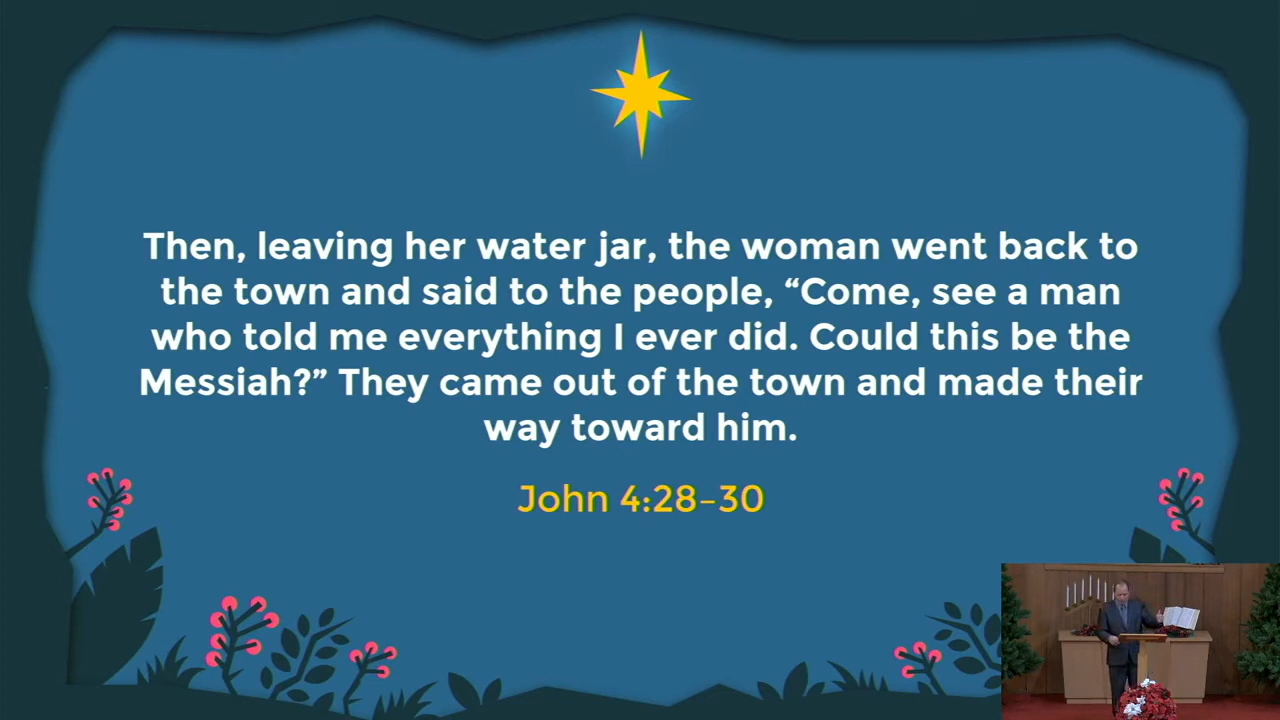 Then, leaving her water jar, the woman went back to
the town and said to the people, “Come, see a man
who told me everything I ever did. Could this be the
Messiah?” They came out of the town and made their
way toward him.
John 4:28–30